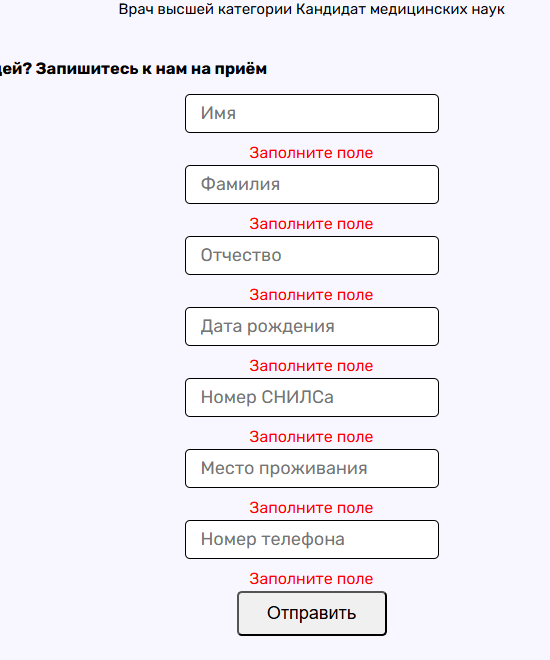 Врач высшей категории Кандидат медицинских наук
ей? Запишитесь к нам на приём
Имя
Заполните поле
Фамилия
Заполните поле
Отчество
Заполните поле
Дата рождения
Заполните поле
Номер СНИЛСа
Заполните поле
Место проживания
Заполните поле
Номер телефона
Заполните поле
Отправить